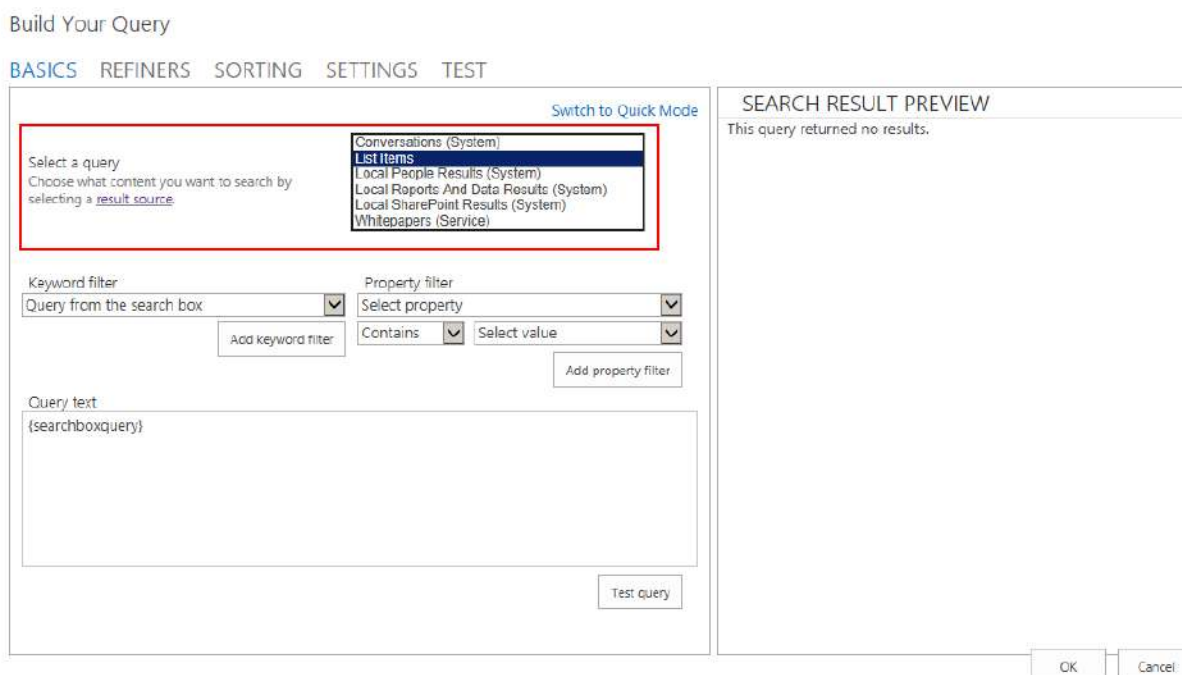 Build Your Query
BASICS REFINERS SORTING SETTINGS TEST
Switch to Quick Mode
Select a query
Choose what content you want to search by
selecting a result source.
Conversations (System)
List Items
Local People Results (System)
Local Reports And Data Results (System)
Local SharePoint Results (System)
Whitepapers (Service)
Keyword filter
Query from the search box
Add keyword filter
Property filter
Select property
Contains
Select value
Add property filter
Query text
{searchboxquery}
Test query
SEARCH RESULT PREVIEW
This query returned no results.
OK
Cancel